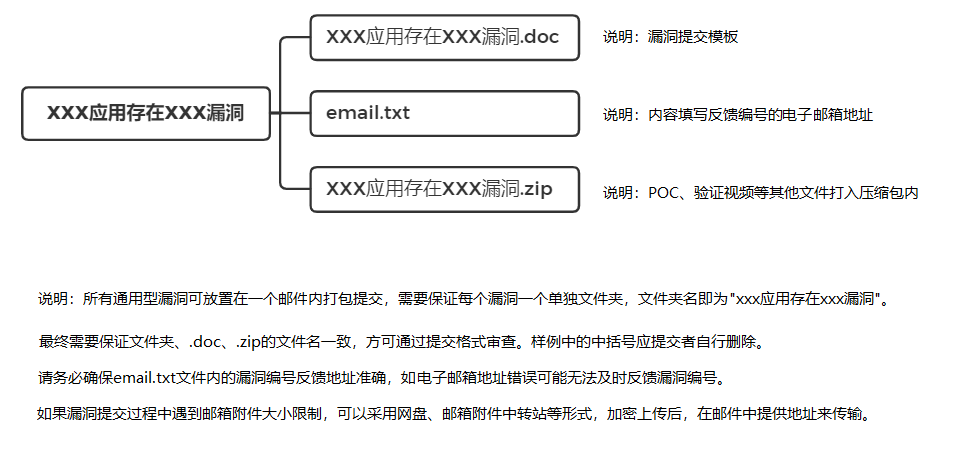 XXX应用存在XXX漏洞.doc 说明：漏洞提交模板
XXX应用存在XXX漏洞
email.txt 说明：内容填写反馈编号的电子邮箱地址
XXX应用存在XXX漏洞.zip 说明：POC、验证视频等其他文件打入压缩包内
说明：所有通用型漏洞可放置在一个邮件内打包提交，需要保证每个漏洞一个单独文件夹，文件夹名即为"xxx应用存在xxx漏洞"。
最终需要保证文件夹、.doc、.zip的文件名一致，方可通过提交格式审查。样例中的中括号应提交者自行删除。
请务必确保email.txt文件内的漏洞编号反馈地址准确，如电子邮箱地址错误可能无法及时反馈漏洞编号。
如果漏洞提交过程中遇到邮箱附件大小限制，可以采用网盘、邮箱附件中转站等形式，加密上传后，在邮件中提供地址来传输。